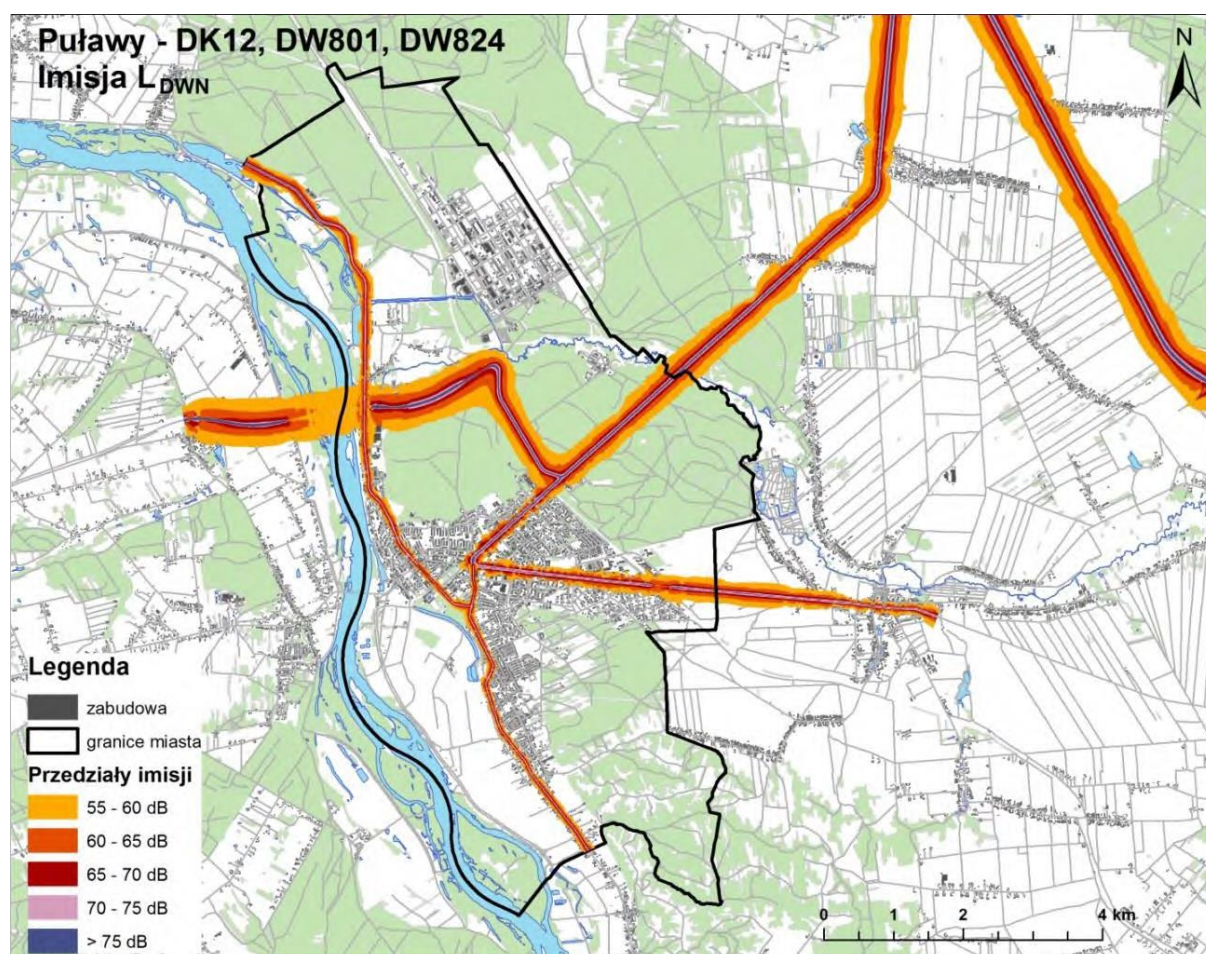 Puławy - DK12, DW801, DW824
Imisja LDWN
N
Legenda
zabudowa
granice miasta
Przedziały imisji
55 - 60 dB
60 - 65 dB
65 - 70 dB
70 - 75 dB
> 75 dB
0 1 2 4 km